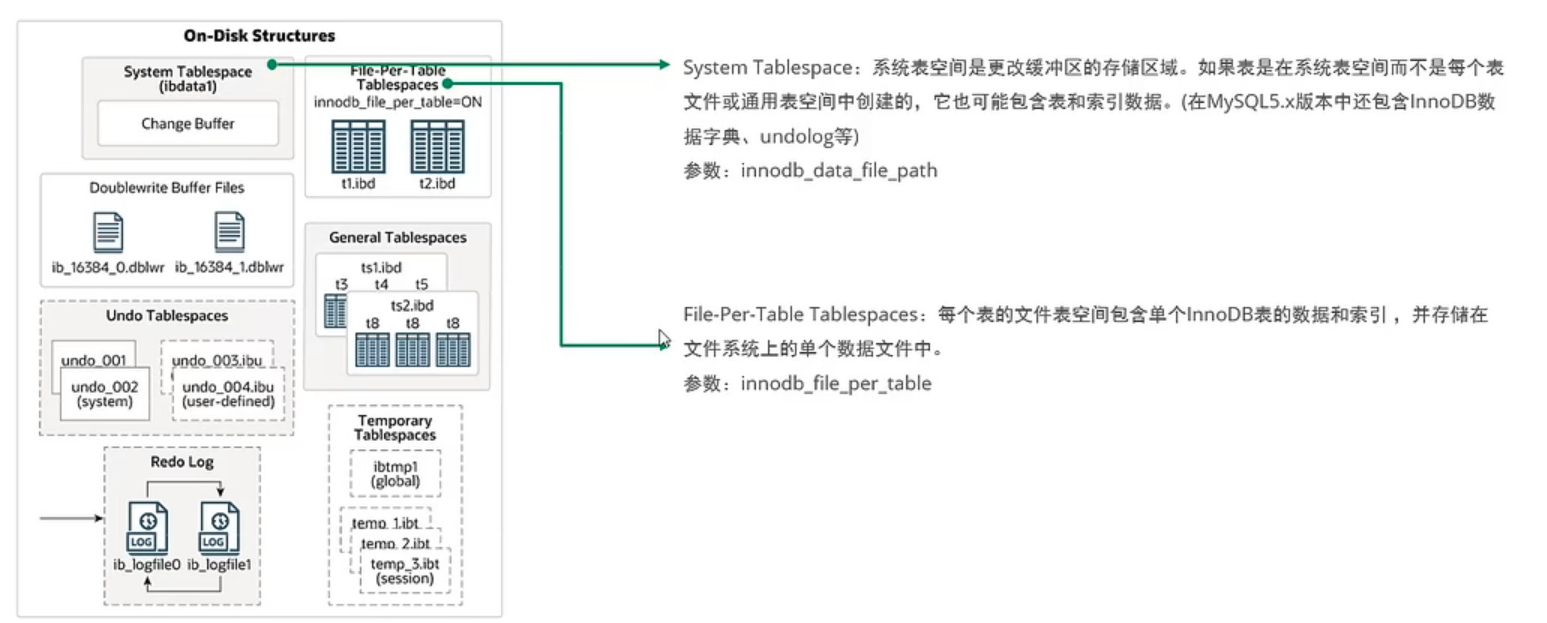 On-Disk Structures
System Tablespace
(ibdata1)
Change Buffer
File-Per-Table
Tablespaces
innodb_file_per_table=ON
t1.ibd
t2.ibd
Doublewrite Buffer Files
ib_16384_0.dblwr
ib_16384_1.dblwr
General Tablespaces
ts1.ibd
t3
t4
t5
ts2.ibd
t8
t8
t8
Undo Tablespaces
undo_001
undo_002
(system)
undo_003.ibu
undo_004.ibu
(user-defined)
Temporary
Tablespaces
ibtmp1
(global)
temp_1.ibt
temp_2.ibt
temp_3.ibt
(session)
Redo Log
LOG
LOG
ib_logfile0
ib_logfile1
System Tablespace：系统表空间是更改缓冲区的存储区域。如果表是在系统表空间而不是每个表
文件或通用表空间中创建的，它也可能包含表和索引数据。(在MySQL5.x版本中还包含InnoDB数
据字典、undolog等)
参数：innodb_data_file_path
File-Per-Table Tablespaces：每个表的文件表空间包含单个InnoDB表的数据和索引 ，并存储在
文件系统上的单个数据文件中。
参数：innodb_file_per_table